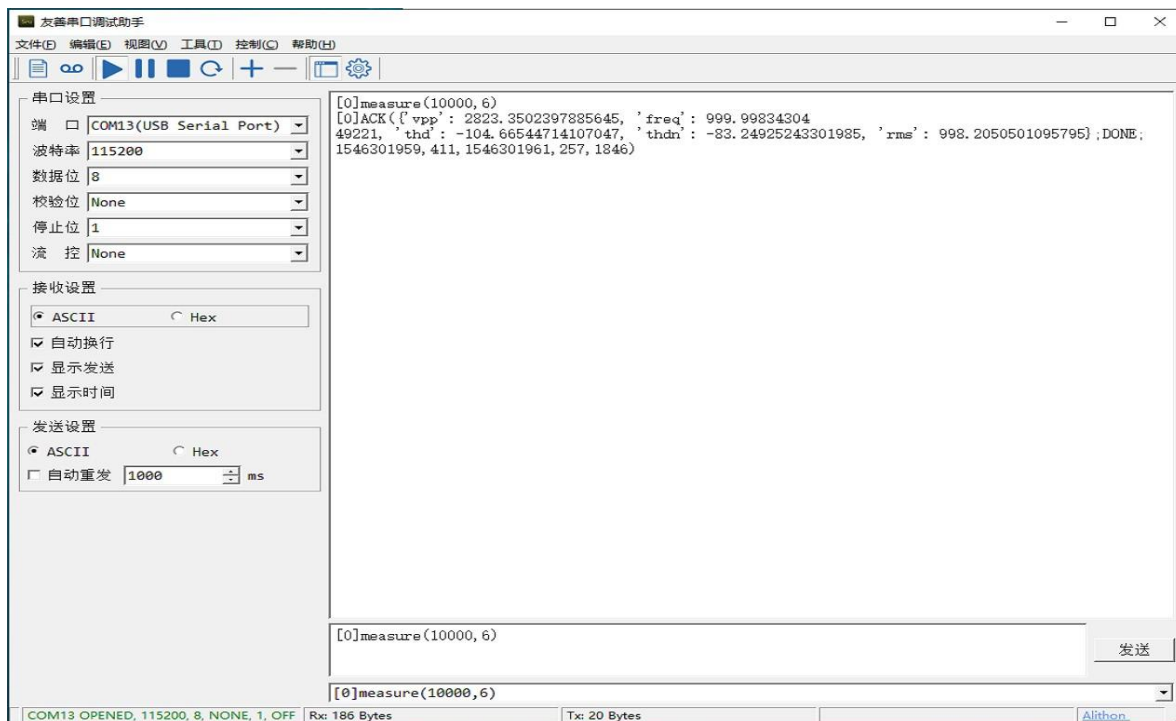 友善串口调试助手
文件(F) 编辑(E) 视图(V) 工具(T) 控制(C) 帮助(H)
串口设置
端 口 COM13(USB Serial Port)
波特率 115200
数据位 8
校验位 None
停止位 1
流 控 None
接收设置
ASCII Hex
自动换行
显示发送
显示时间
发送设置
ASCII Hex
自动重发 1000 ms
[0]measure(10000,6)
[0]ACK({'vpp': 2823.3502397885645, 'freq': 999.99834304
49221, 'thd': -104.66544714107047, 'thdn': -83.24925243301985, 'rms': 998.2050501095795};DONE;
1546301959,411,1546301961,257,1846)
[0]measure(10000,6)
发送
[0]measure(10000,6)
COM13 OPENED, 115200, 8, NONE, 1, OFF Rx: 186 Bytes Tx: 20 Bytes Alithon